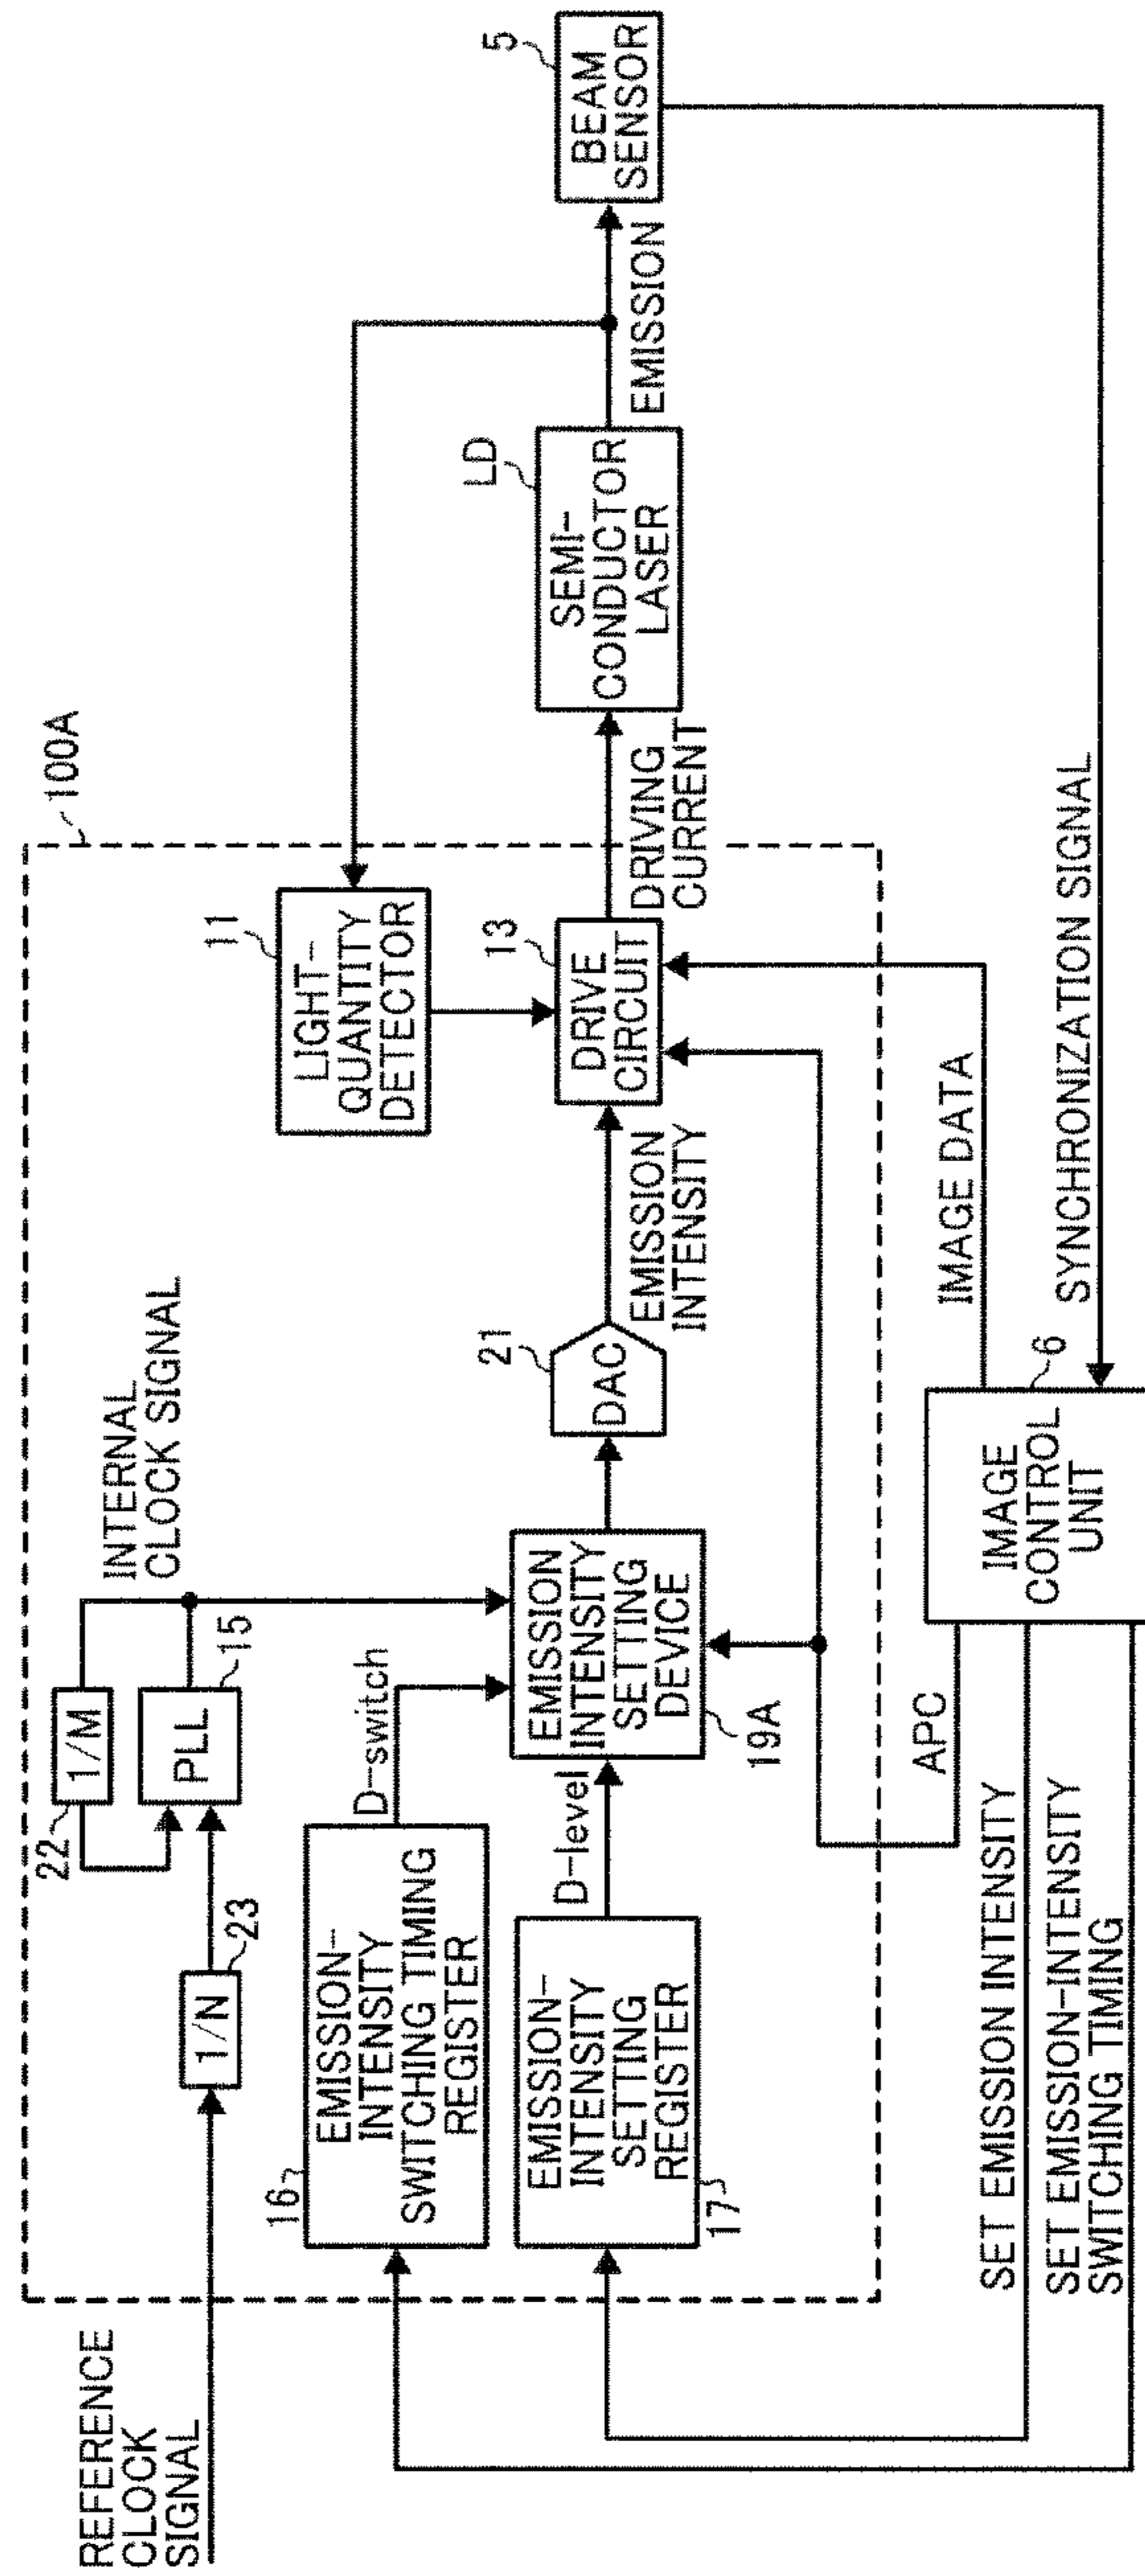 REFERENCE
CLOCK
SIGNAL
1/N
23
22
1/M
PLL
15
INTERNAL
CLOCK SIGNAL
100A
16
EMISSION-
INTENSITY
SWITCHING TIMING
REGISTER
D-switch
EMISSION-
INTENSITY
SETTING
REGISTER
17
D-level
EMISSION
INTENSITY
SETTING
DEVICE
19A
21
DAC
EMISSION
INTENSITY
11
LIGHT-
QUANTITY
DETECTOR
13
DRIVE
CIRCUIT
DRIVING
CURRENT
LD
SEMI-
CONDUCTOR
LASER
EMISSION
5
BEAM
SENSOR
APC
SET EMISSION INTENSITY
SET EMISSION-INTENSITY
SWITCHING TIMING
IMAGE
CONTROL
UNIT
6
IMAGE DATA
SYNCHRONIZATION SIGNAL